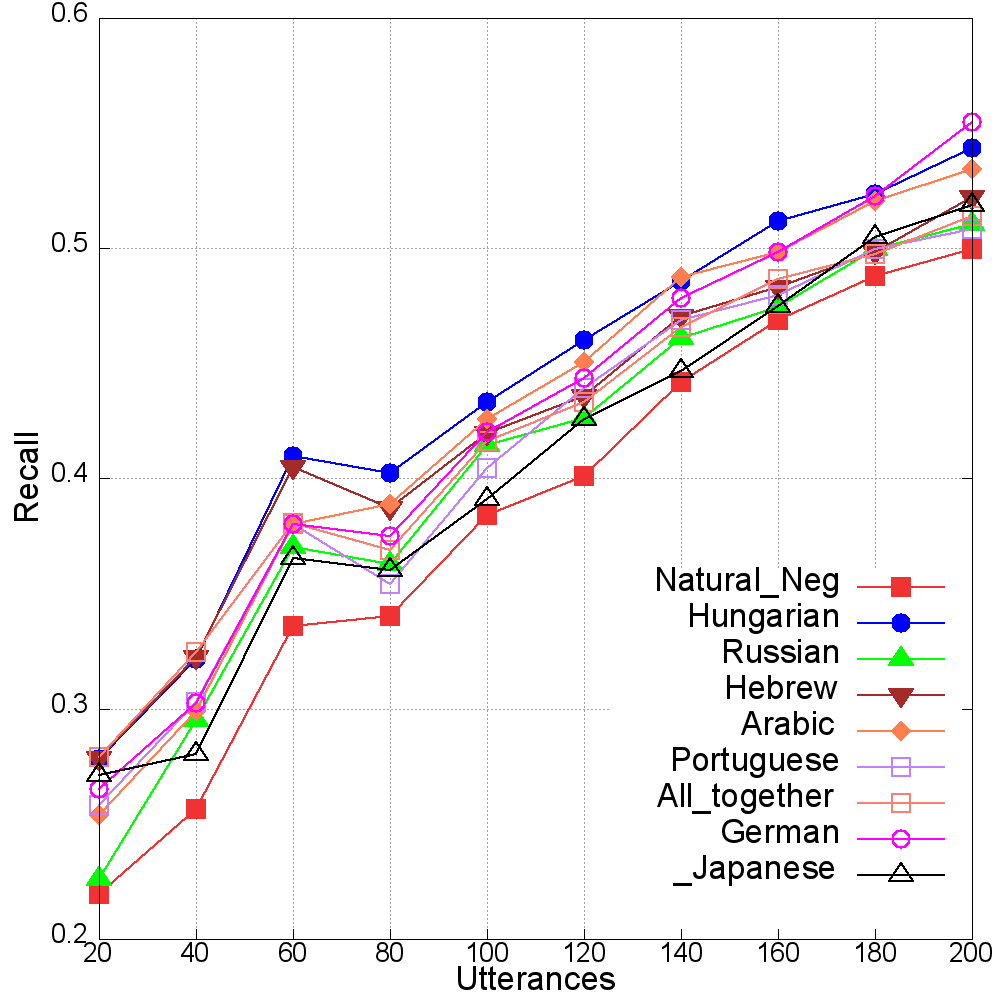 0.6
0.5
0.4
0.3
0.2
Recall
Natural_Neg
Hungarian
Russian
Hebrew
Arabic
Portuguese
All_together
German
_Japanese
20 40 60 80 100 120 140 160 180 200
Utterances